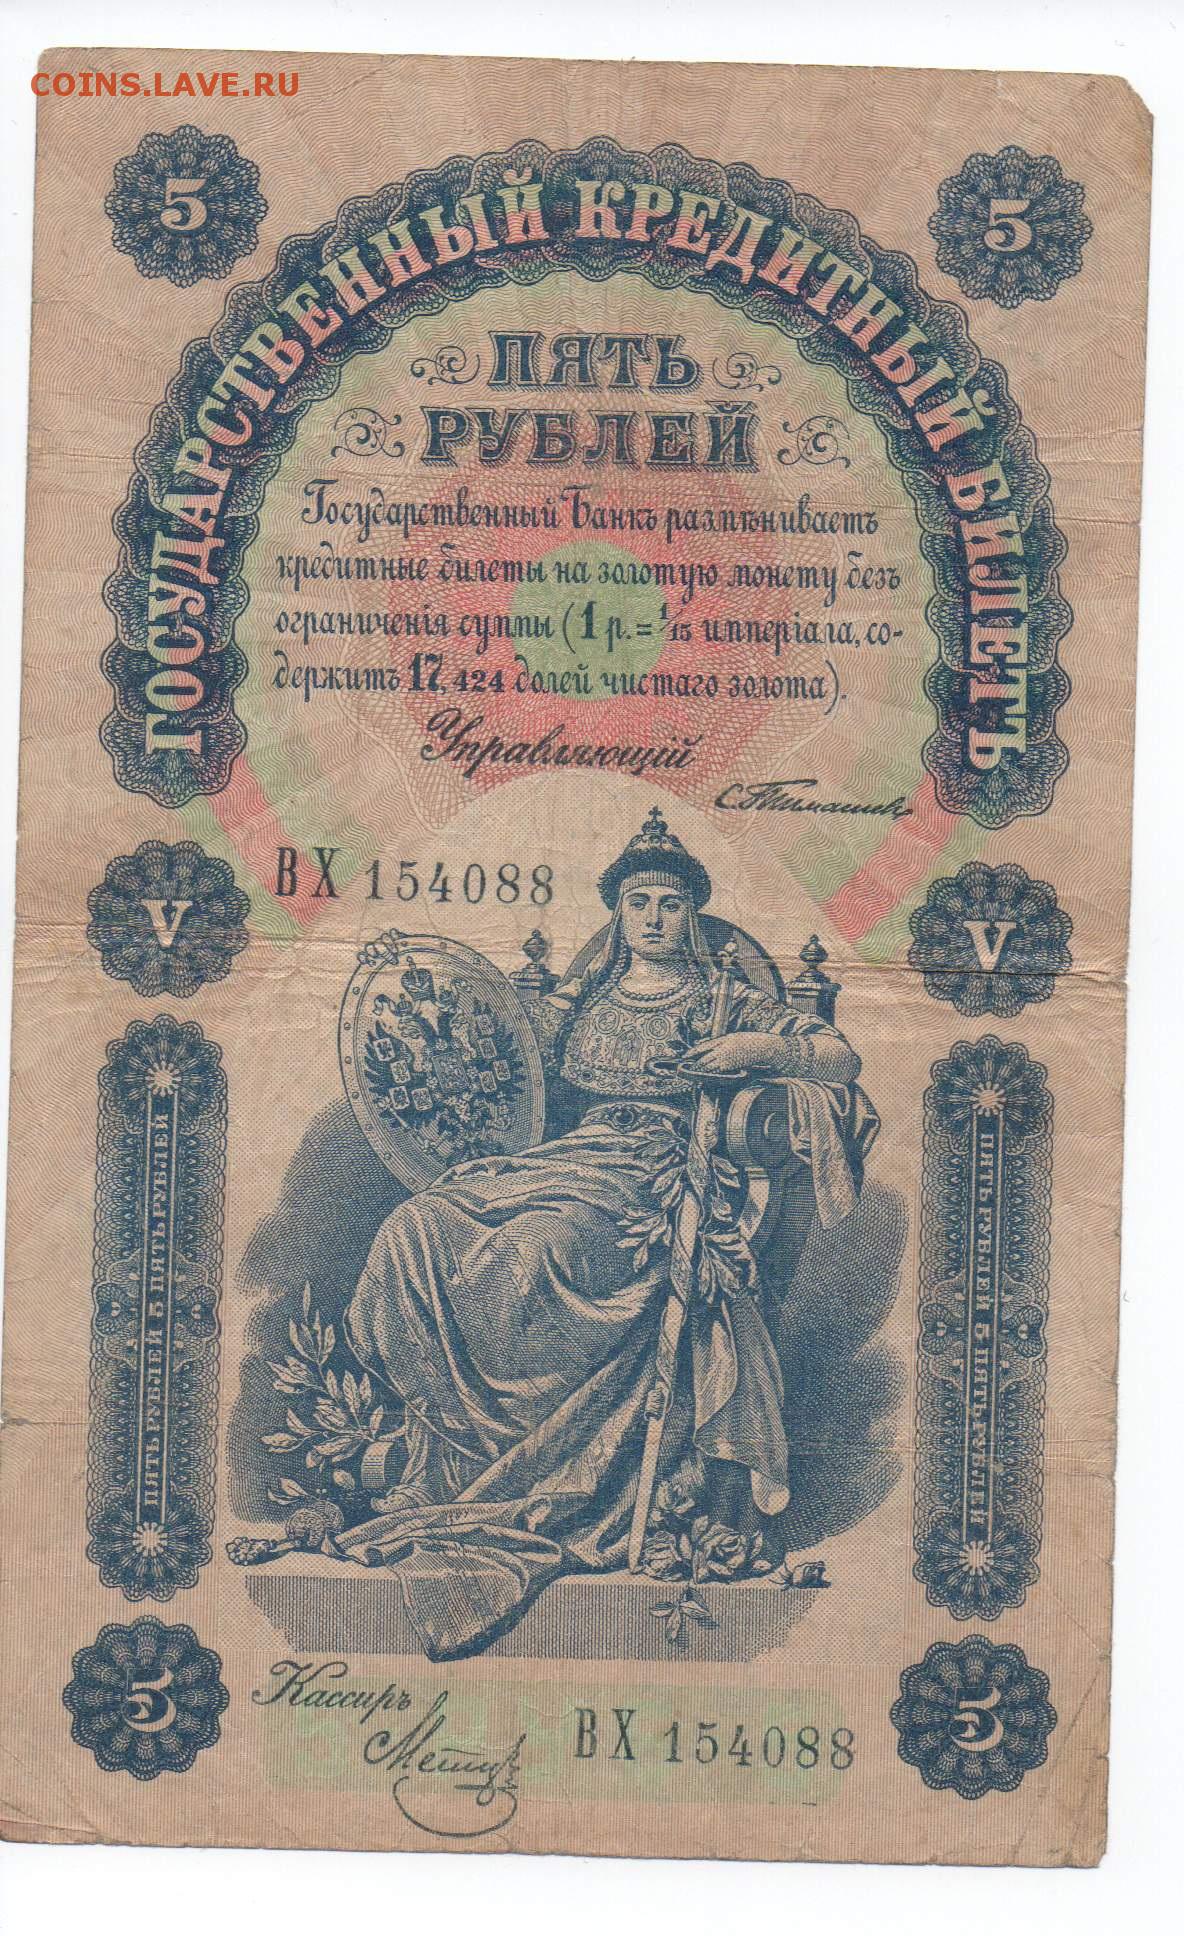 COINS.LAVE.RU
5
5
ГОСУДАРСТВЕННЫЙ КРЕДИТНЫЙ БИЛЕТЪ
ПЯТЬ
РУБЛЕЙ
Государственный Банкъ размѣниваетъ
кредитные билеты на золотую монету безъ
ограниченія суммы (1 р. = 1/15 имперіала, со-
держитъ 17,424 долей чистаго золота).
Управляющій
С. Тимашевъ
ВХ 154088
V
V
ПЯТЬ РУБЛЕЙ 5 ПЯТЬ РУБЛЕЙ
ПЯТЬ РУБЛЕЙ 5 ПЯТЬ РУБЛЕЙ
Кассиръ
Метцъ
ВХ 154088
5
5